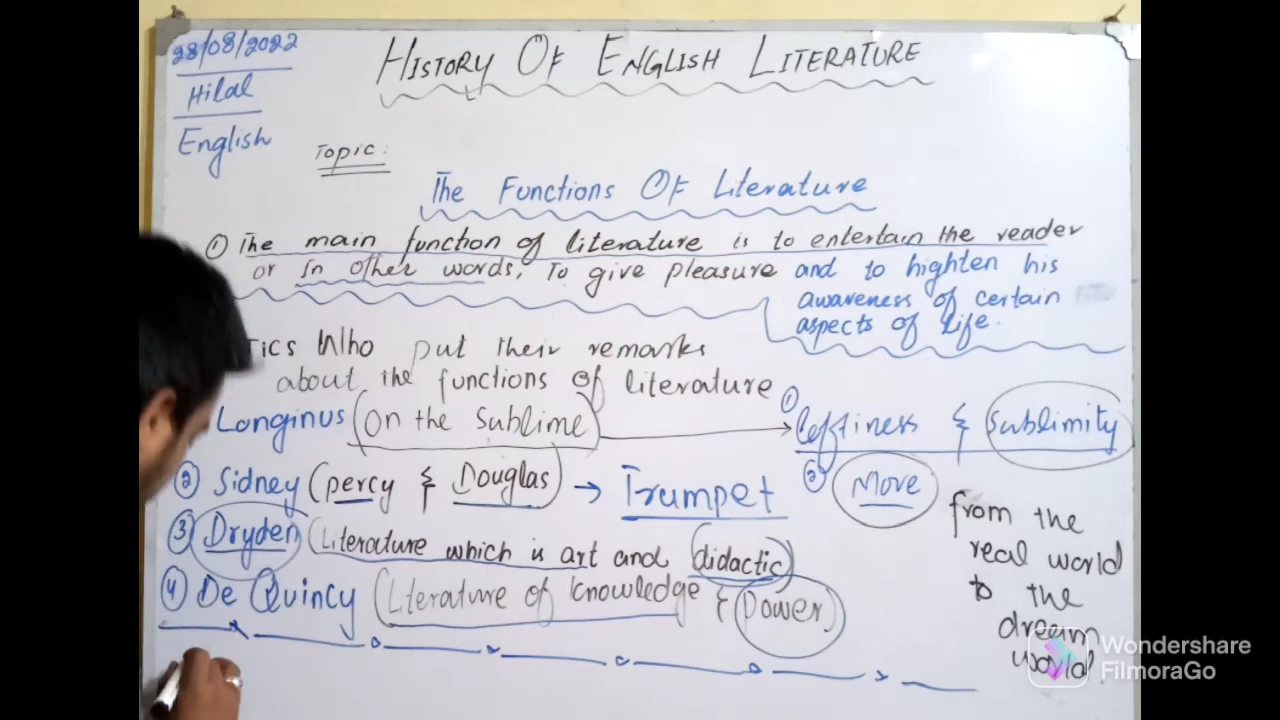 28/08/2022
Hilal
English
HISTORY OF ENGLISH LITERATURE
Topic:
The Functions OF Literature
① The main function of literature is to entertain the reader
or In other words, To give pleasure and to highten his
awareness of certain
aspects of life.
tics Who put their remarks
about the functions of literature
Longinus (On the Sublime) → ① Loftiness & Sublimity
② Sidney (percy & Douglas) → Trumpet ② Move
③ Dryden (Literature which is art and didactic)
④ De Quincy (Literature of knowledge & power)
from the
real world
to the
dream
world.
Wondershare
FilmoraGo